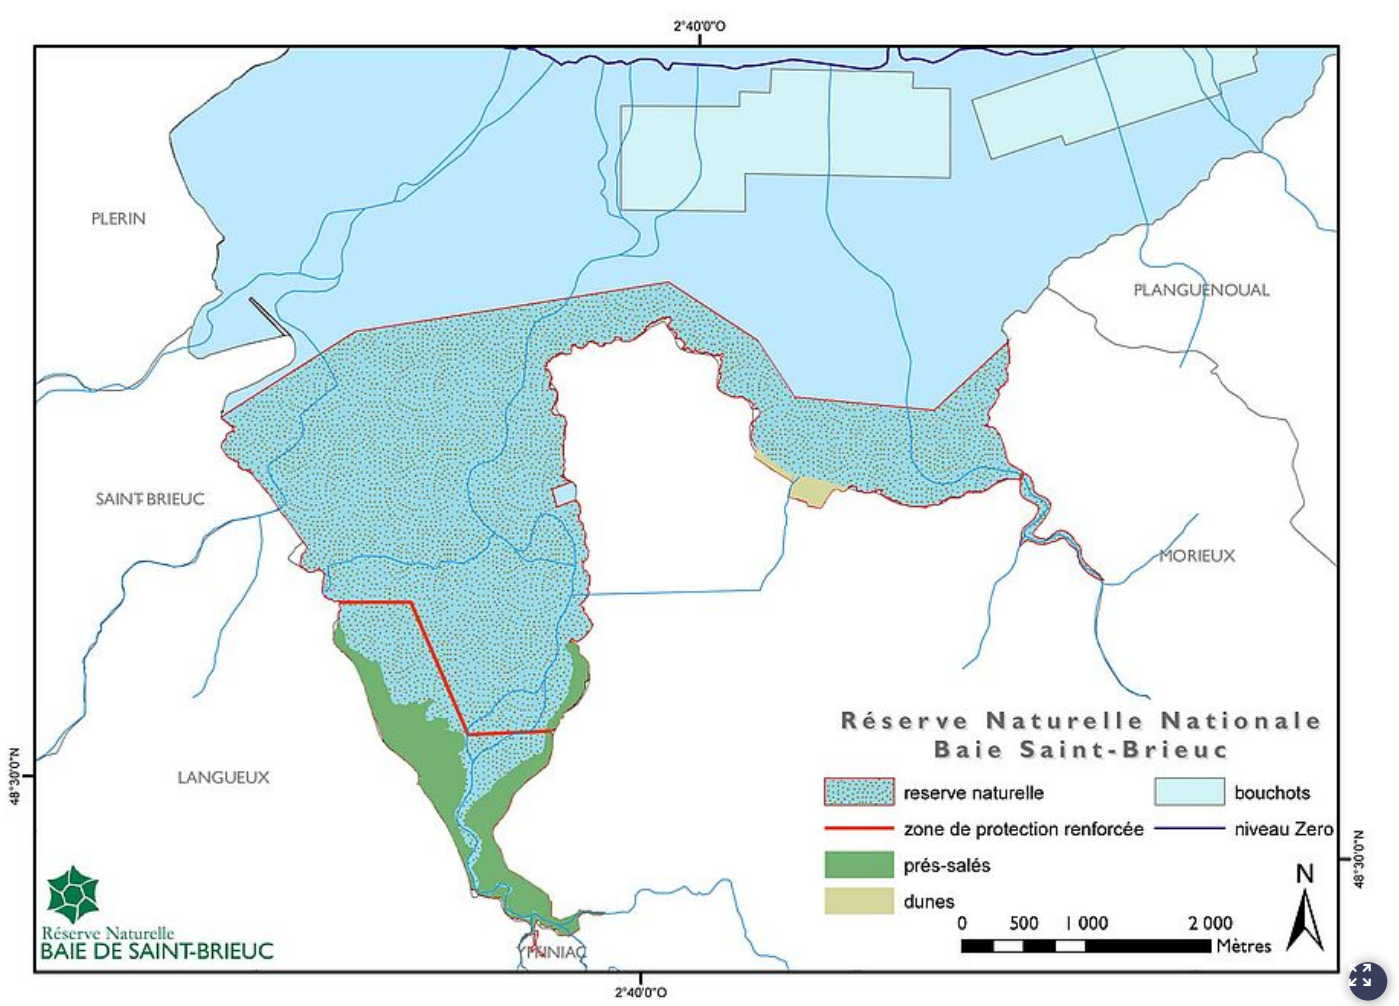 2°40'0"O
PLERIN
PLANGUENOUAL
SAINT-BRIEUC
MORIEUX
Réserve Naturelle Nationale
Baie Saint-Brieuc
48°30'0"N
LANGUEUX
reserve naturelle
bouchots
zone de protection renforcée
niveau Zero
prés-salés
dunes
48°30'0"N
N
0 500 1 000 2 000
Mètres
Réserve Naturelle
BAIE DE SAINT-BRIEUC
YFFINIAC
2°40'0"O